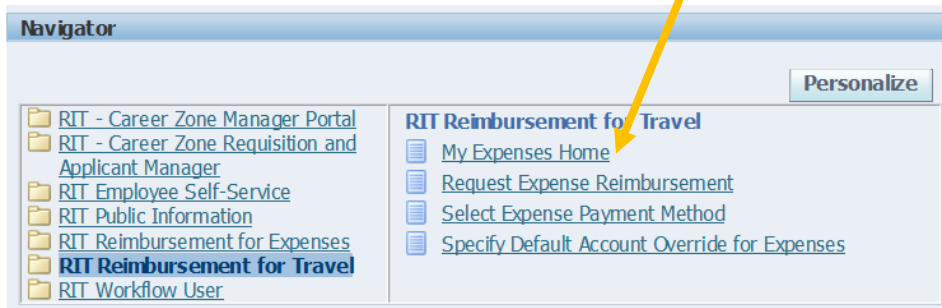 Navigator
Personalize
RIT - Career Zone Manager Portal
RIT - Career Zone Requisition and
Applicant Manager
RIT Employee Self-Service
RIT Public Information
RIT Reimbursement for Expenses
RIT Reimbursement for Travel
RIT Workflow User
RIT Reimbursement for Travel
My Expenses Home
Request Expense Reimbursement
Select Expense Payment Method
Specify Default Account Override for Expenses